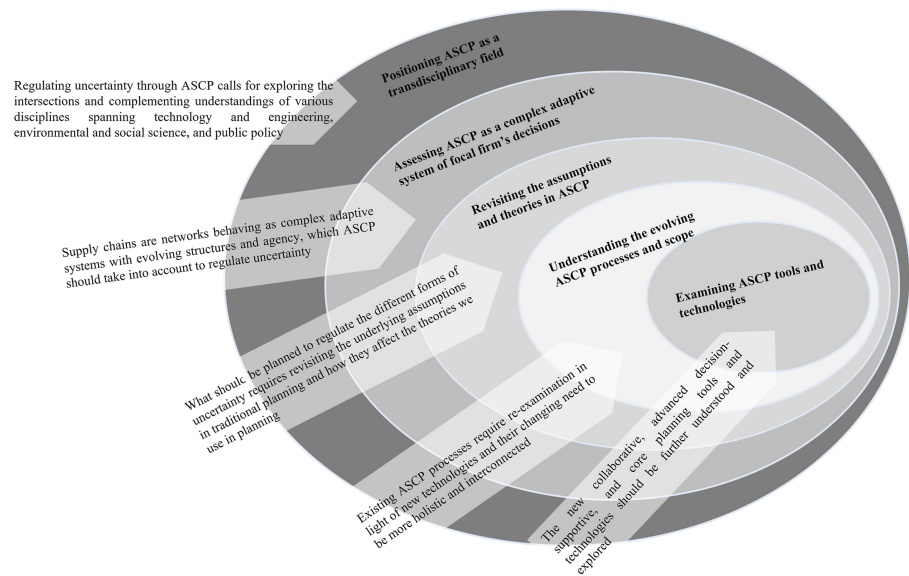 Positioning ASCP as a
transdisciplinary field
Regulating uncertainty through ASCP calls for exploring the
intersections and complementing understandings of various
disciplines spanning technology and engineering,
environmental and social science, and public policy
Assessing ASCP as a complex adaptive
system of focal firm's decisions
Supply chains are networks behaving as complex adaptive
systems with evolving structures and agency, which ASCP
should take into account to regulate uncertainty
Revisiting the assumptions
and theories in ASCP
What should be planned to regulate the different forms of
uncertainty requires revisiting the underlying assumptions
in traditional planning and how they affect the theories we
use in planning
Understanding the evolving
ASCP processes and scope
Existing ASCP processes require re-examination in
light of new technologies and their changing need to
be more holistic and interconnected
Examining ASCP tools and
technologies
The new collaborative, advanced decision-
supportive, and core planning tools and
technologies should be further understood and
explored